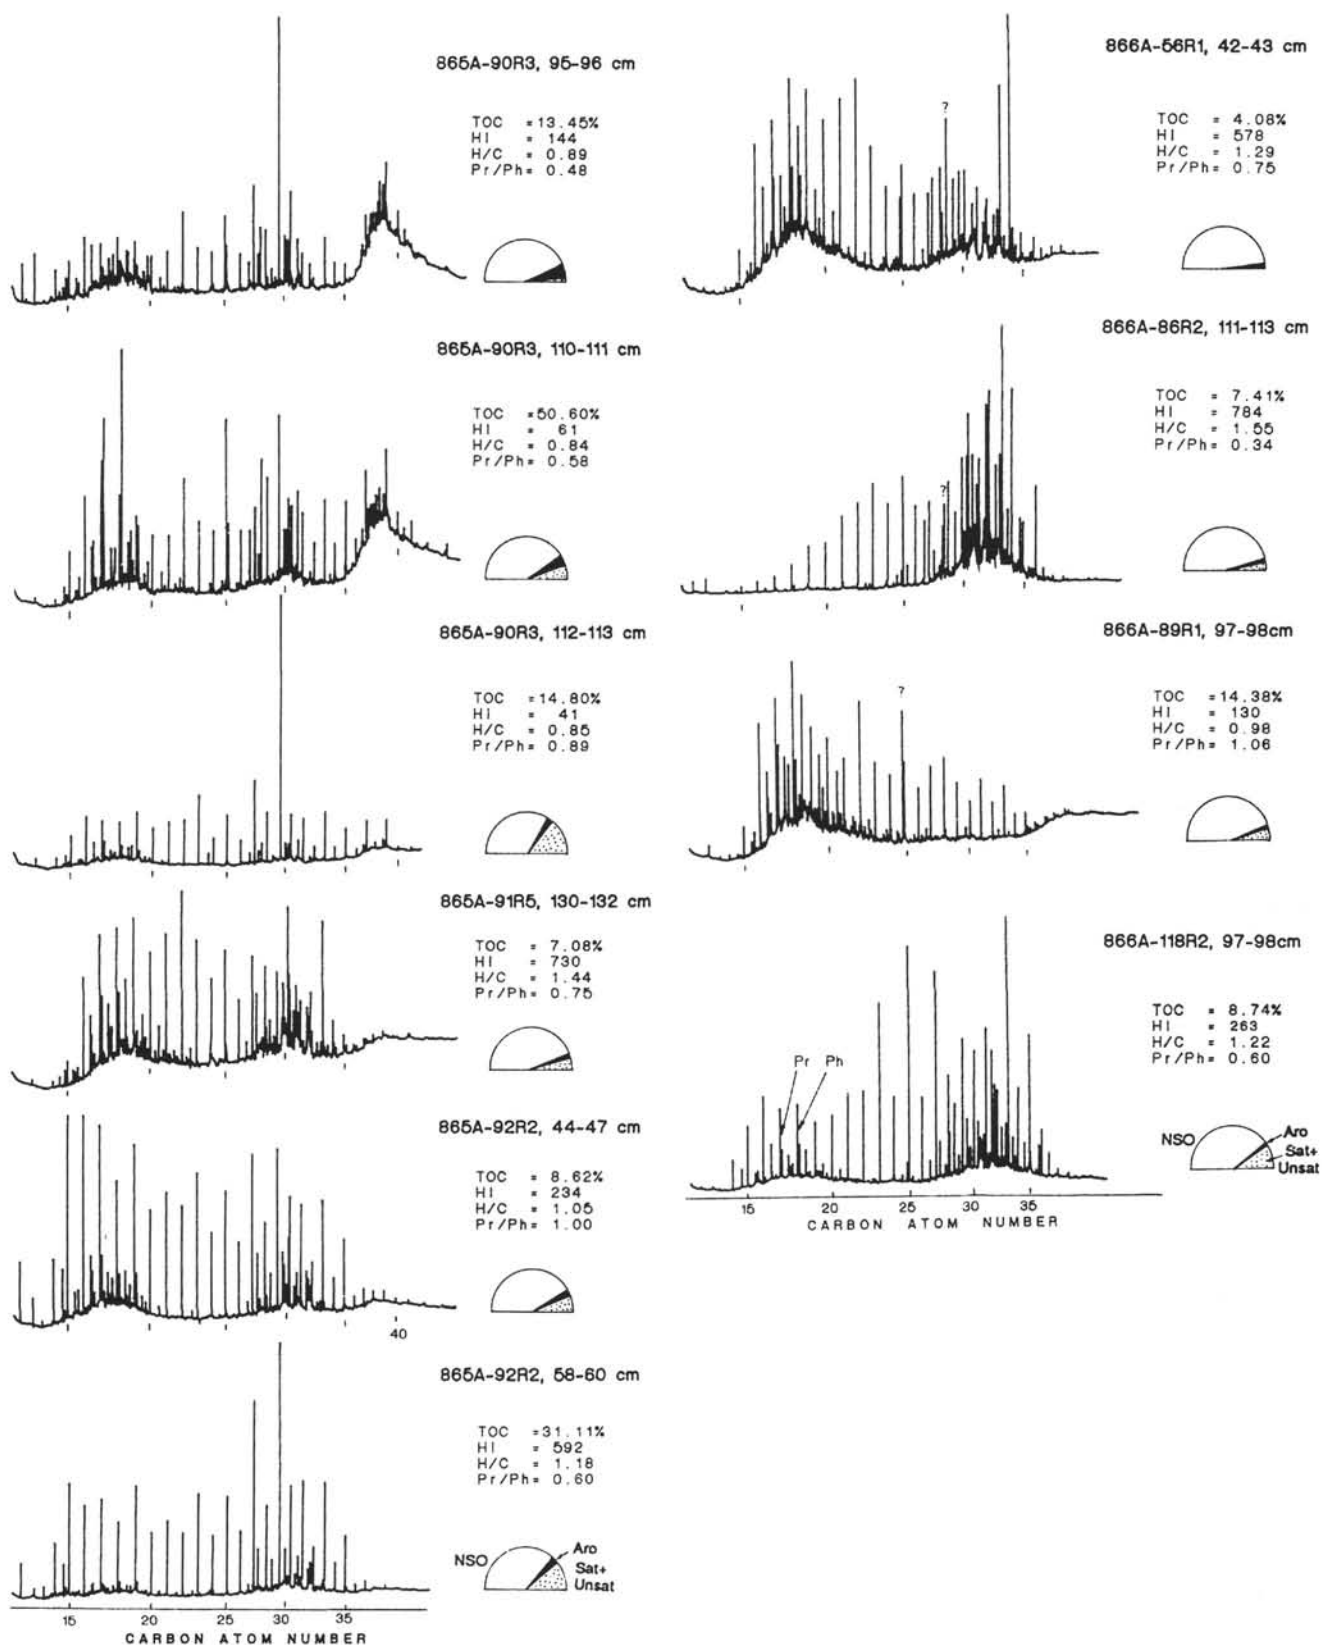 865A-90R3, 95-96 cm
TOC =13.45%
HI = 144
H/C = 0.89
Pr/Ph= 0.48
865A-90R3, 110-111 cm
TOC =50.60%
HI = 61
H/C = 0.84
Pr/Ph= 0.58
865A-90R3, 112-113 cm
TOC =14.80%
HI = 41
H/C = 0.85
Pr/Ph= 0.89
865A-91R5, 130-132 cm
TOC = 7.08%
HI = 730
H/C = 1.44
Pr/Ph= 0.75
865A-92R2, 44-47 cm
TOC = 8.62%
HI = 234
H/C = 1.05
Pr/Ph= 1.00
40
865A-92R2, 58-60 cm
TOC =31.11%
HI = 592
H/C = 1.18
Pr/Ph= 0.60
NSO
Aro
Sat+
Unsat
15 20 25 30 35
CARBON ATOM NUMBER
866A-56R1, 42-43 cm
?
TOC = 4.08%
HI = 578
H/C = 1.29
Pr/Ph= 0.75
866A-86R2, 111-113 cm
TOC = 7.41%
HI = 784
H/C = 1.55
Pr/Ph= 0.34
?
866A-89R1, 97-98cm
?
TOC =14.38%
HI = 130
H/C = 0.98
Pr/Ph= 1.06
866A-118R2, 97-98cm
TOC = 8.74%
HI = 263
H/C = 1.22
Pr/Ph= 0.60
Pr Ph
NSO
Aro
Sat+
Unsat
15 20 25 30 35
CARBON ATOM NUMBER